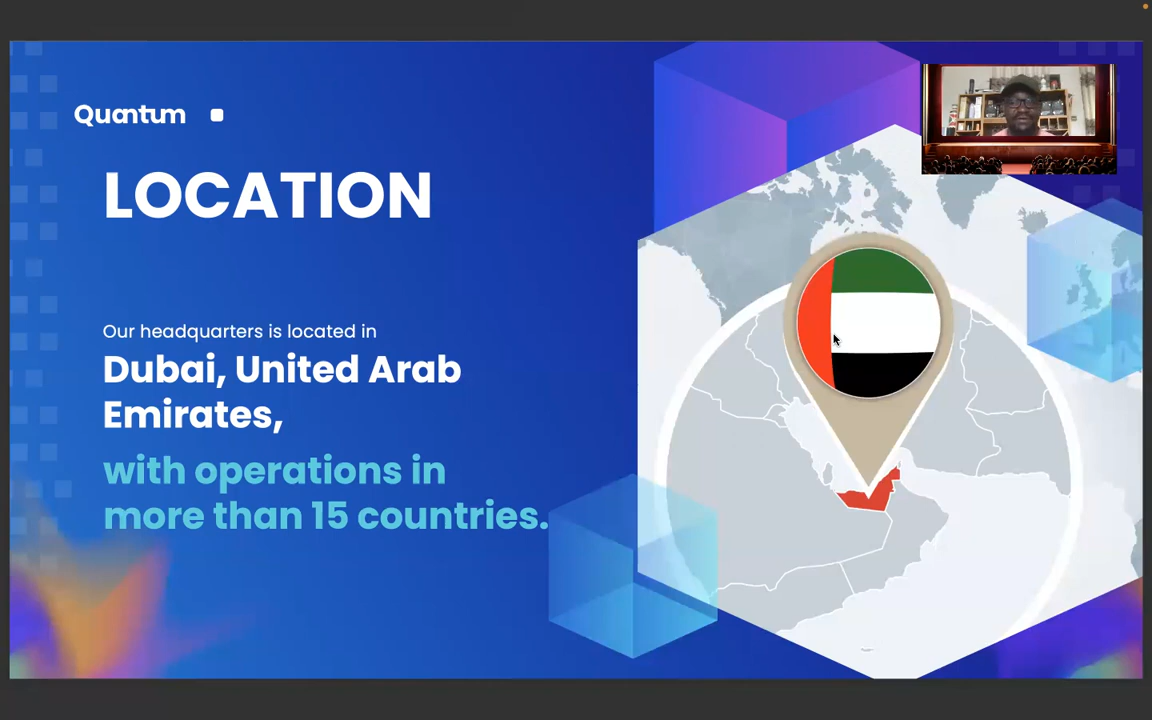 Quantum
LOCATION
Our headquarters is located in
Dubai, United Arab
Emirates,
with operations in
more than 15 countries.